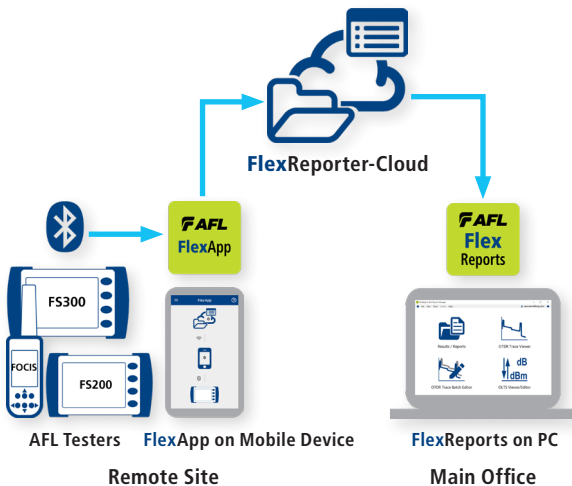 FlexReporter-Cloud
AFL
FlexApp
AFL
Flex
Reports
FS300
FOCIS
FS200
FlexApp
Results / Reports
OTDR Trace Viewer
OTDR Trace Batch Editor
dB
dBm
OLTS Viewer/Editor
AFL Testers
FlexApp on Mobile Device
FlexReports on PC
Remote Site
Main Office